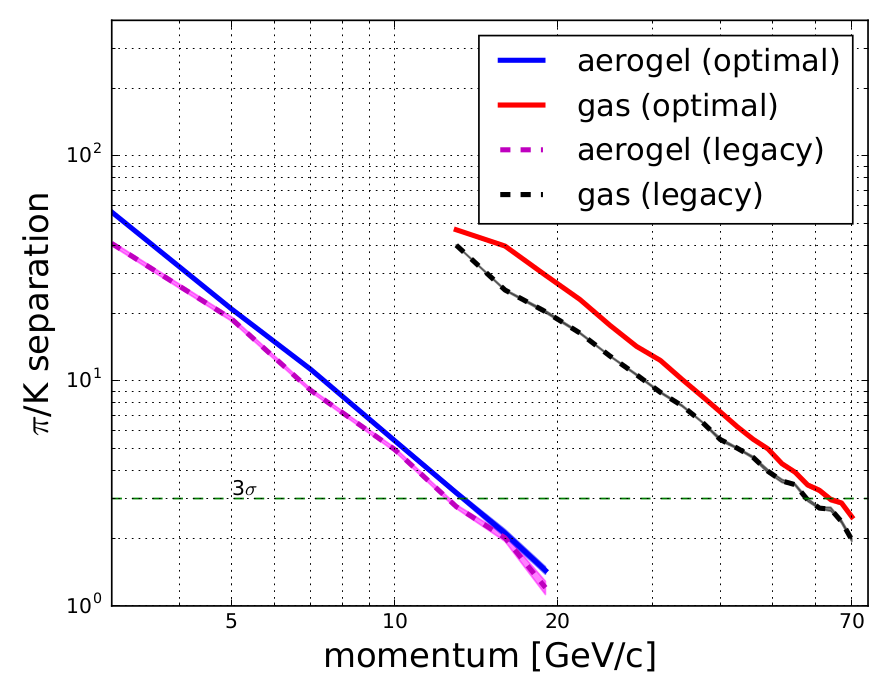 aerogel (optimal)
gas (optimal)
aerogel (legacy)
gas (legacy)
10²
10¹
10⁰
π/K separation
3σ
5
10
20
70
momentum [GeV/c]